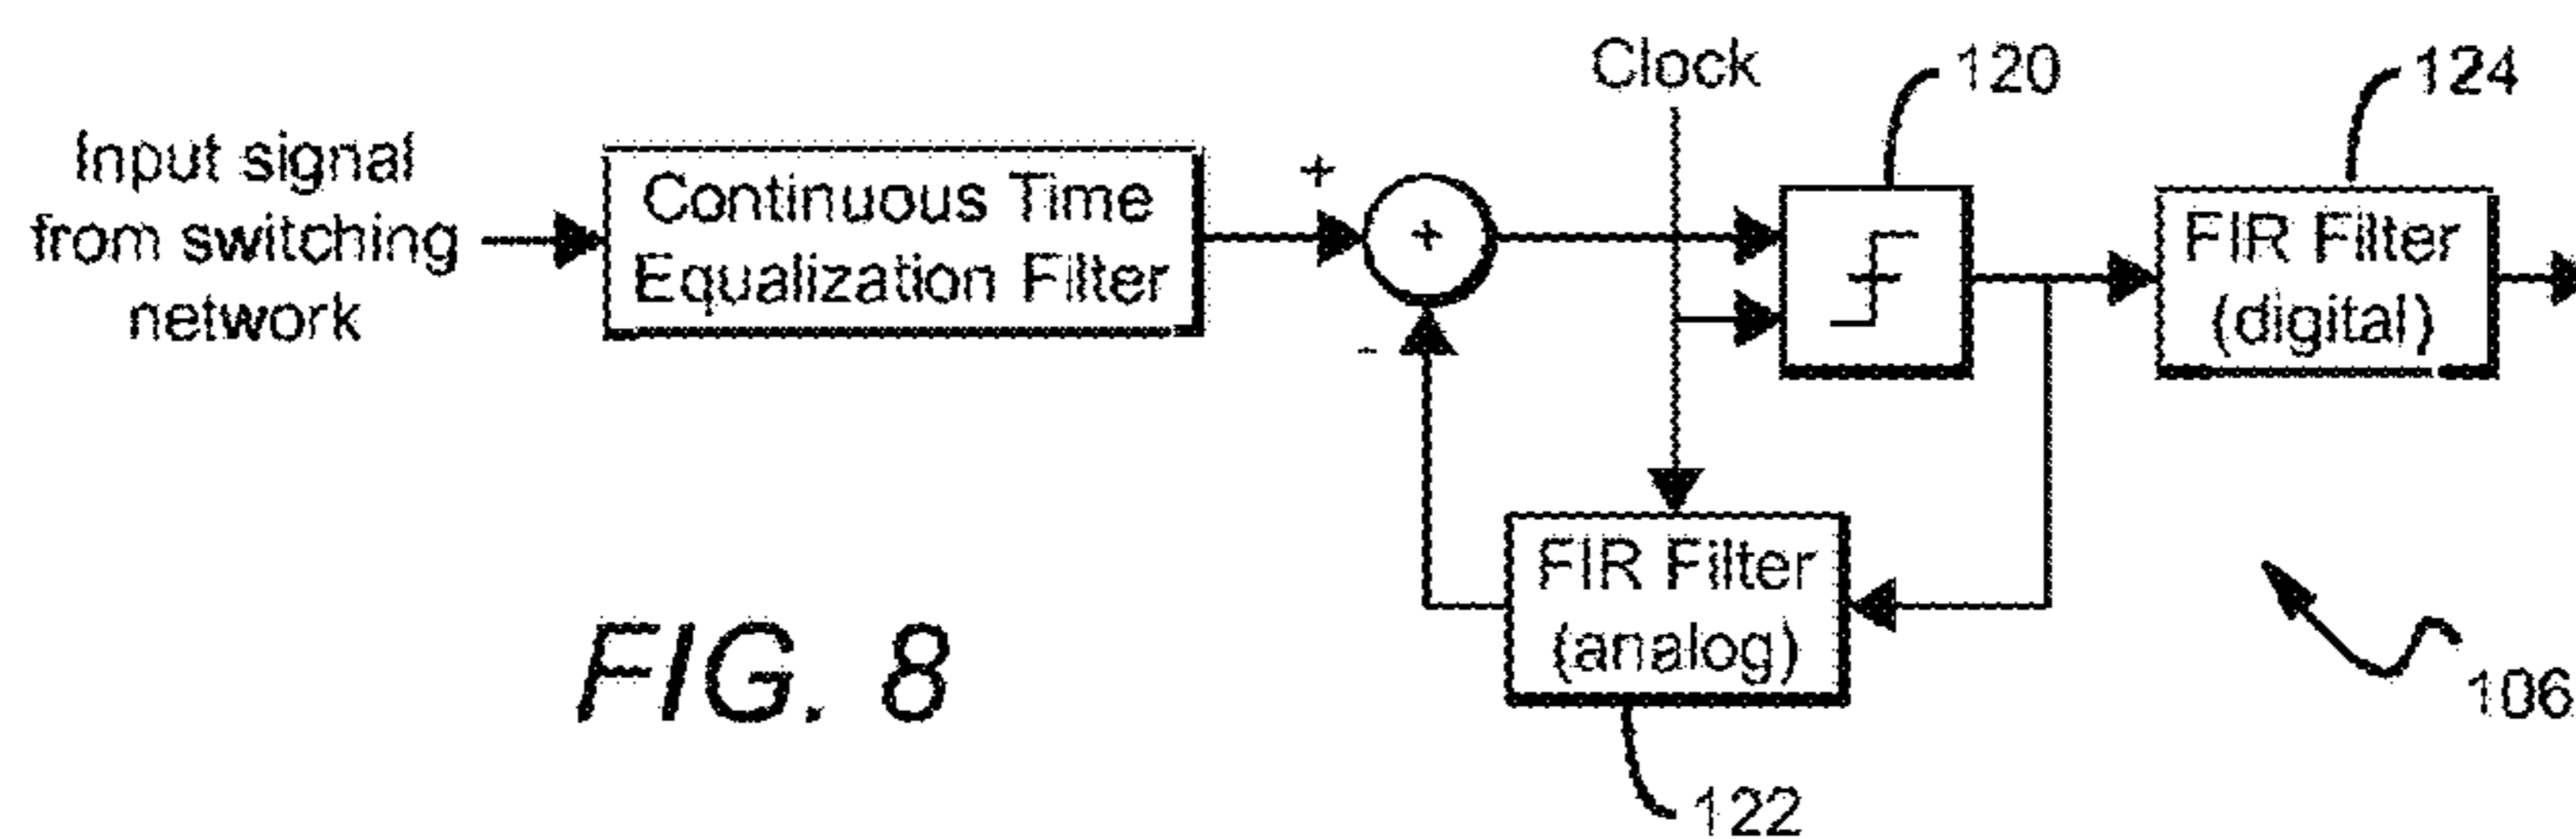 Clock
120
124
Input signal
from switching
network
Continuous Time
Equalization Filter
+
+
-
FIR Filter
(digital)
FIR Filter
(analog)
106
122
FIG. 8